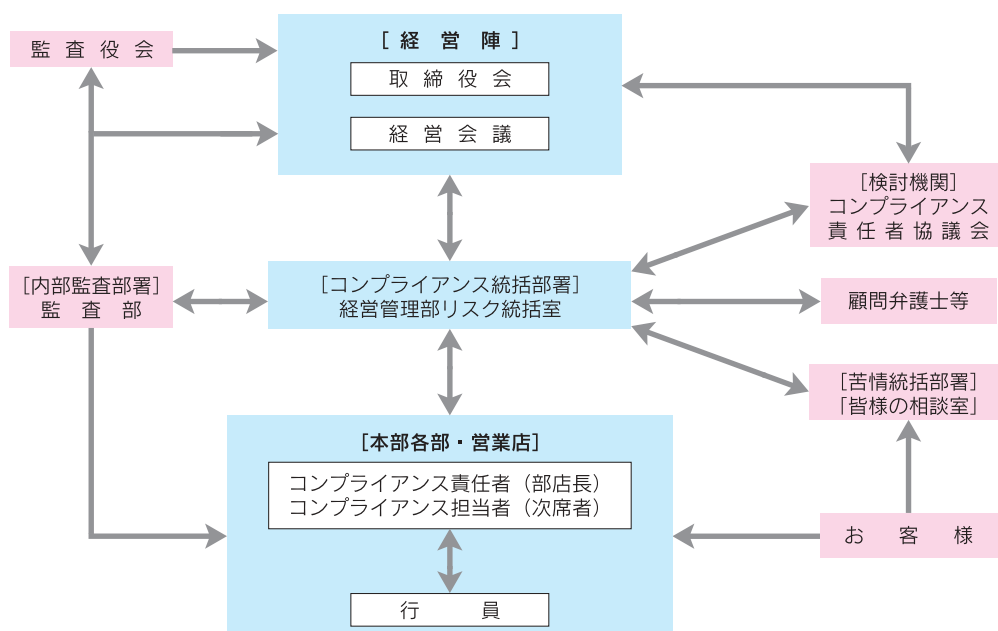 監査役会
[経営陣]
取締役会
経営会議
[検討機関]
コンプライアンス
責任者協議会
[内部監査部署]
監査部
[コンプライアンス統括部署]
経営管理部リスク統括室
顧問弁護士等
[苦情統括部署]
「皆様の相談室」
[本部各部・営業店]
コンプライアンス責任者（部店長）
コンプライアンス担当者（次席者）
お客様
行員